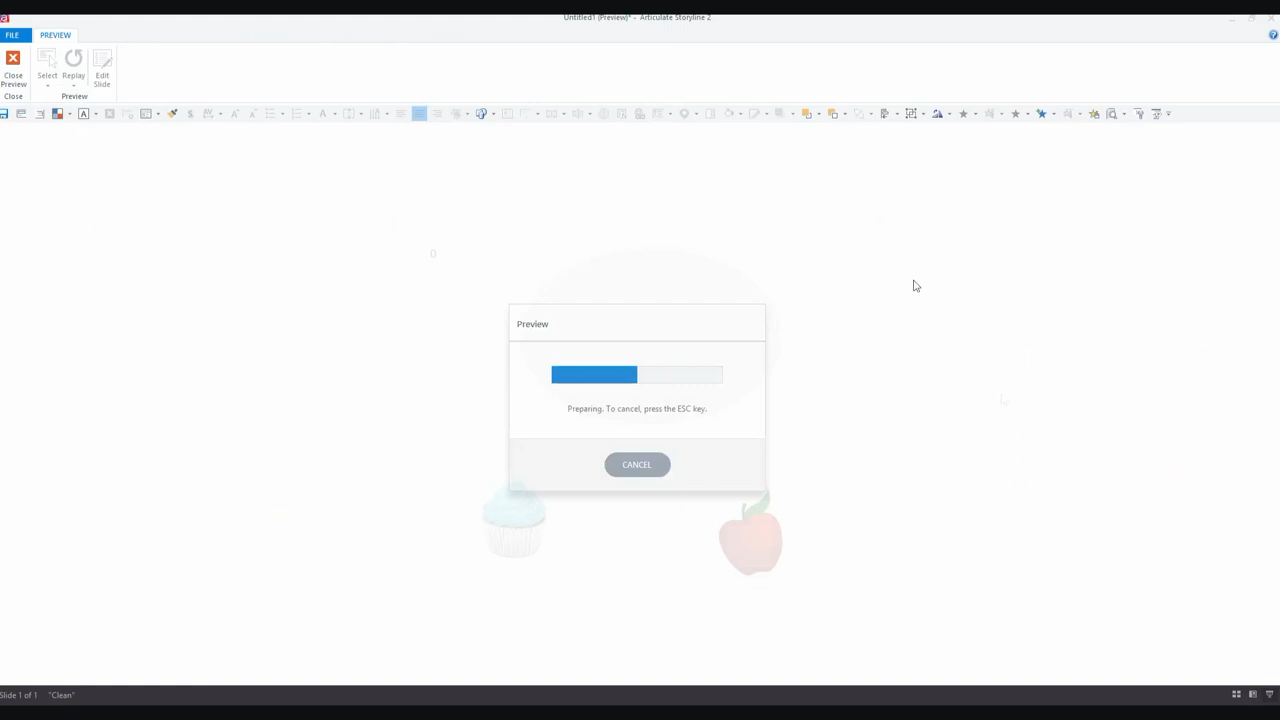 Untitled1 (Preview)* - Articulate Storyline 2
FILE
PREVIEW
Close Preview
Select
Replay
Edit Slide
Close
Preview
0
Preview
Preparing. To cancel, press the ESC key.
CANCEL
Slide 1 of 1
"Clean"